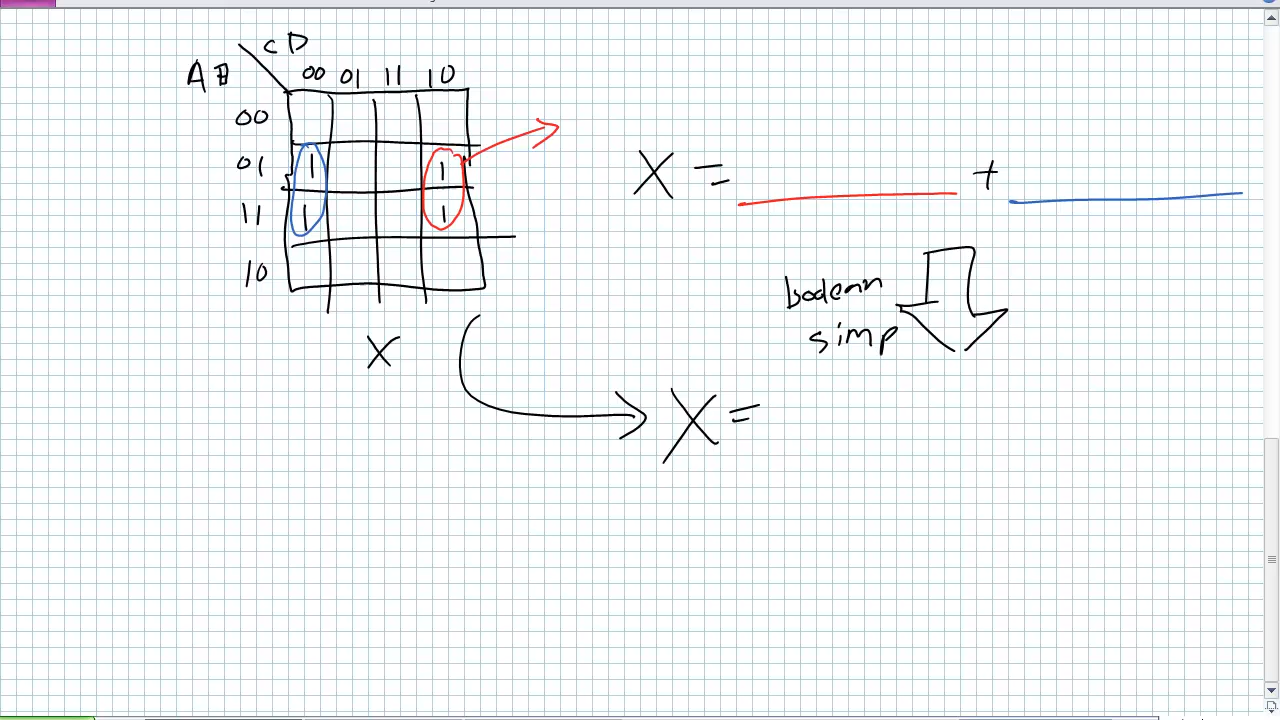 CD
AB
00 01 11 10
00
01 1 1
11 1 1
10
X
X = +
boolean
simp
X =